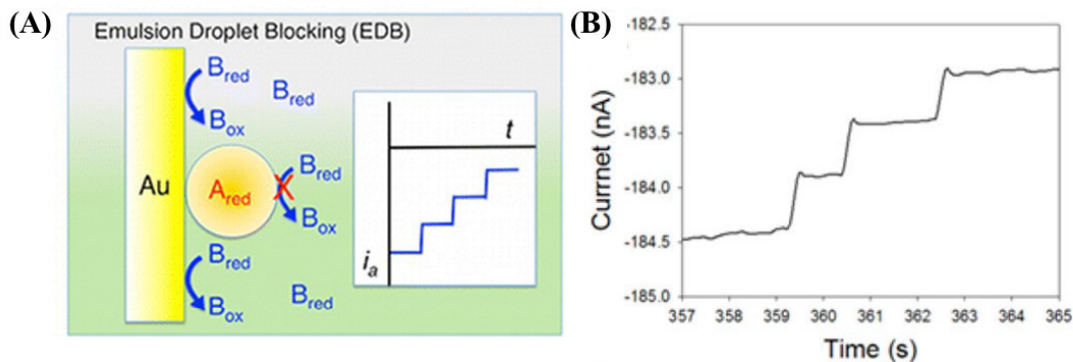 (A)
Emulsion Droplet Blocking (EDB)
Bred
Bred
Box
Au
Ared
X
Bred
Box
Bred
Box
Bred
t
ia
(B)
Currnet (nA)
-182.5
-183.0
-183.5
-184.0
-184.5
-185.0
357 358 359 360 361 362 363 364 365
Time (s)